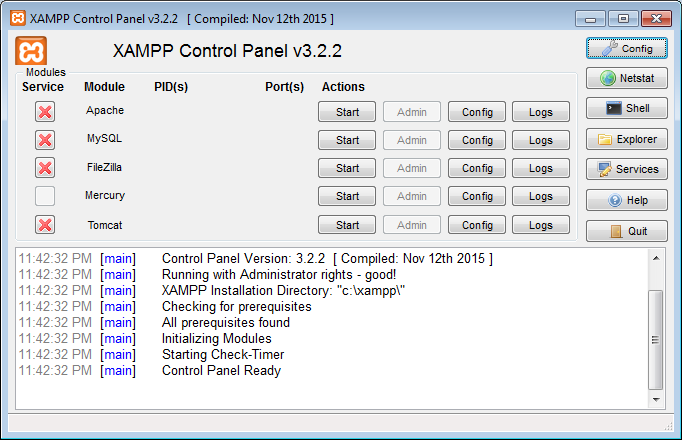 XAMPP Control Panel v3.2.2 [ Compiled: Nov 12th 2015 ]
XAMPP Control Panel v3.2.2
Config
Modules
Service Module PID(s) Port(s) Actions
Netstat
Apache Start Admin Config Logs
Shell
MySQL Start Admin Config Logs
Explorer
FileZilla Start Admin Config Logs
Services
Mercury Start Admin Config Logs
Help
Tomcat Start Admin Config Logs
Quit
11:42:32 PM [main] Control Panel Version: 3.2.2 [ Compiled: Nov 12th 2015 ]
11:42:32 PM [main] Running with Administrator rights - good!
11:42:32 PM [main] XAMPP Installation Directory: "c:\xampp\"
11:42:32 PM [main] Checking for prerequisites
11:42:32 PM [main] All prerequisites found
11:42:32 PM [main] Initializing Modules
11:42:32 PM [main] Starting Check-Timer
11:42:32 PM [main] Control Panel Ready